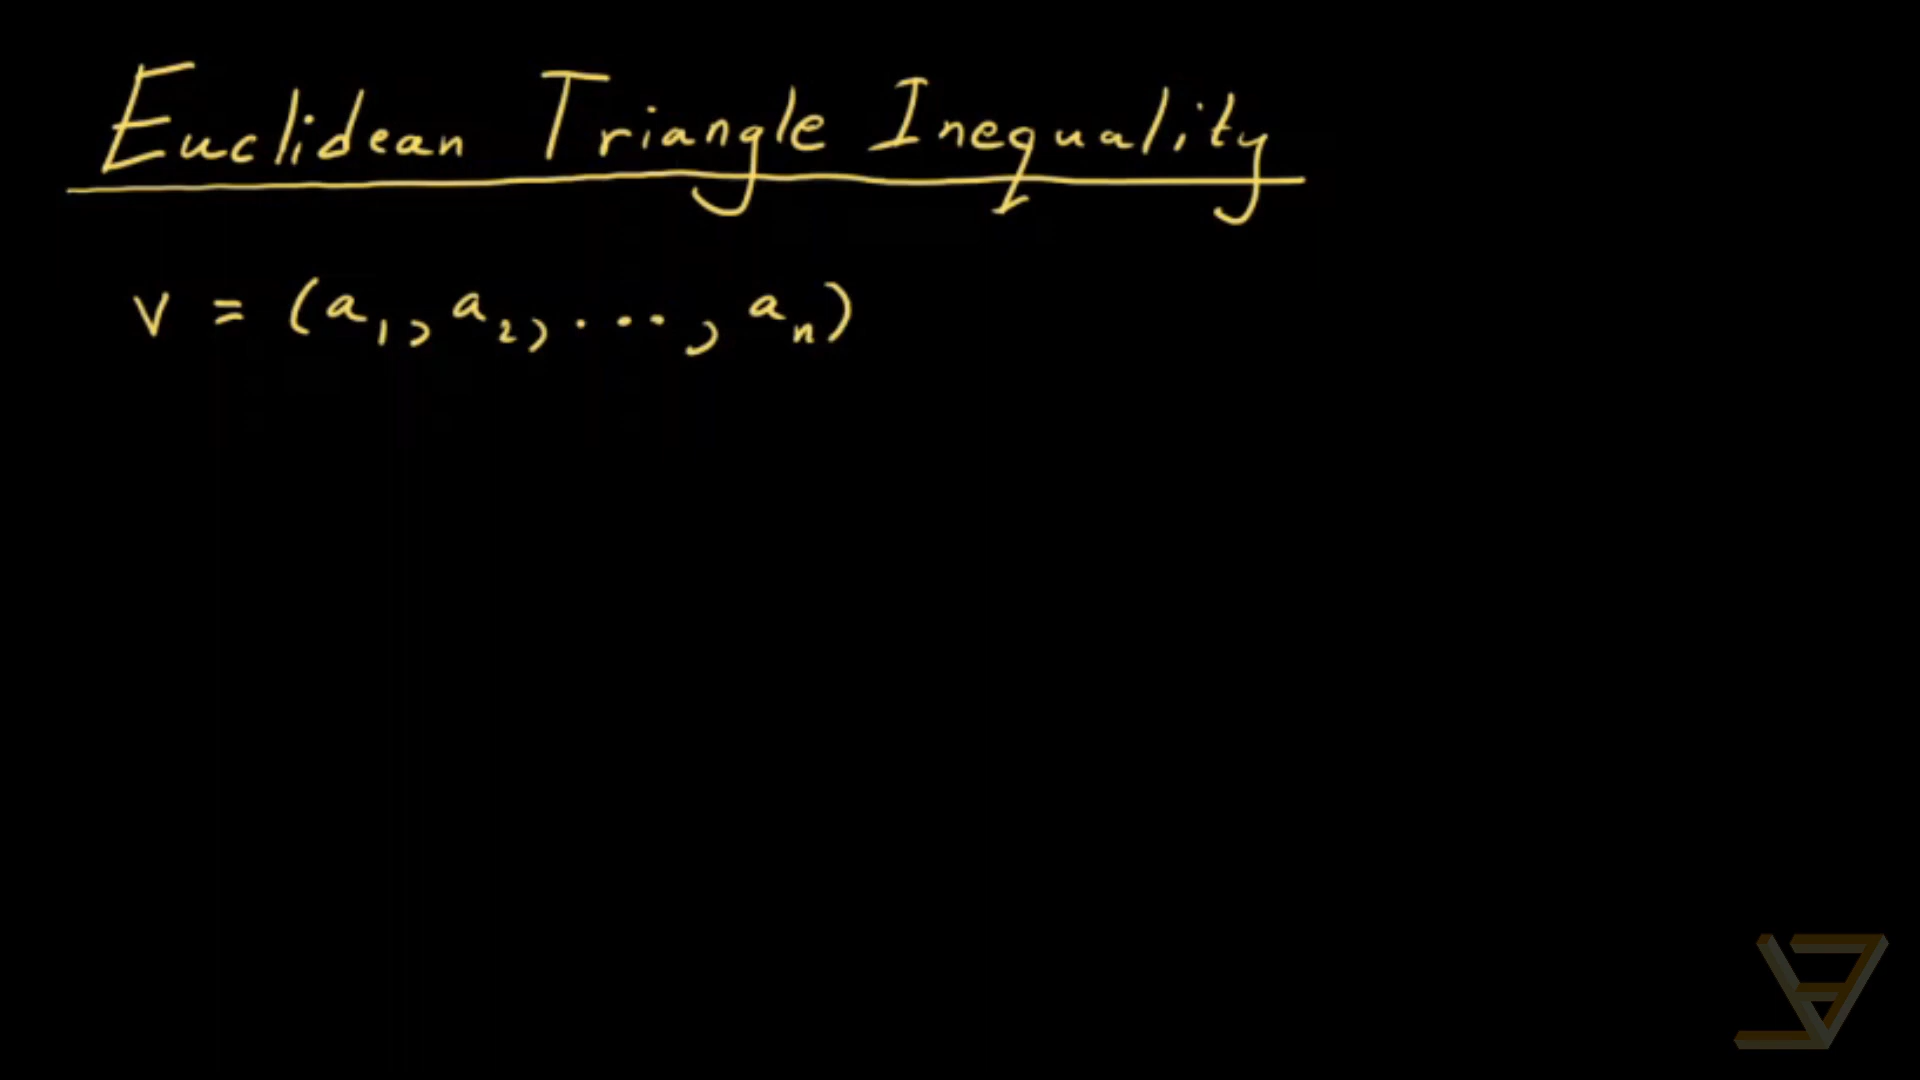 Euclidean Triangle Inequality
v = (a₁, a₂, ..., aₙ)